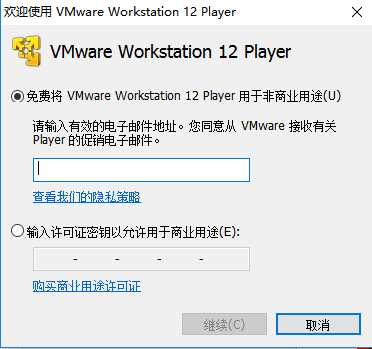 欢迎使用 VMware Workstation 12 Player
VMware Workstation 12 Player
免费将 VMware Workstation 12 Player 用于非商业用途(U)
请输入有效的电子邮件地址。您同意从 VMware 接收有关
Player 的促销电子邮件。
查看我们的隐私策略
输入许可证密钥以允许用于商业用途(E):
- - - -
购买商业用途许可证
继续(C)
取消